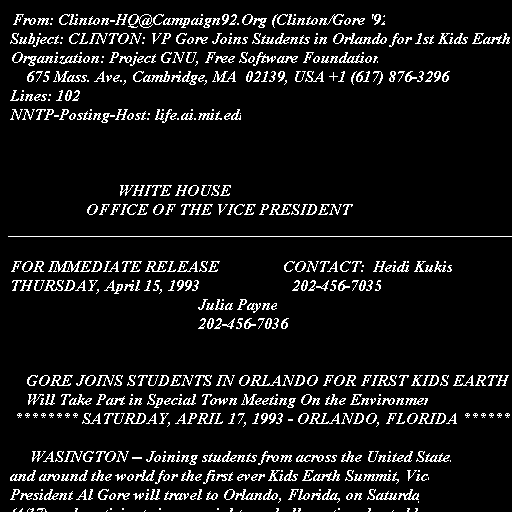 From: Clinton-HQ@Campaign92.Org (Clinton/Gore '92
Subject: CLINTON: VP Gore Joins Students in Orlando for 1st Kids Earth
Organization: Project GNU, Free Software Foundation
675 Mass. Ave., Cambridge, MA 02139, USA +1 (617) 876-3296
Lines: 102
NNTP-Posting-Host: life.ai.mit.edu
WHITE HOUSE
OFFICE OF THE VICE PRESIDENT
FOR IMMEDIATE RELEASE CONTACT: Heidi Kukis
THURSDAY, April 15, 1993 202-456-7035
Julia Payne
202-456-7036
GORE JOINS STUDENTS IN ORLANDO FOR FIRST KIDS EARTH
Will Take Part in Special Town Meeting On the Environment
******** SATURDAY, APRIL 17, 1993 - ORLANDO, FLORIDA ******
WASINGTON -- Joining students from across the United States
and around the world for the first ever Kids Earth Summit, Vice
President Al Gore will travel to Orlando, Florida, on Saturday